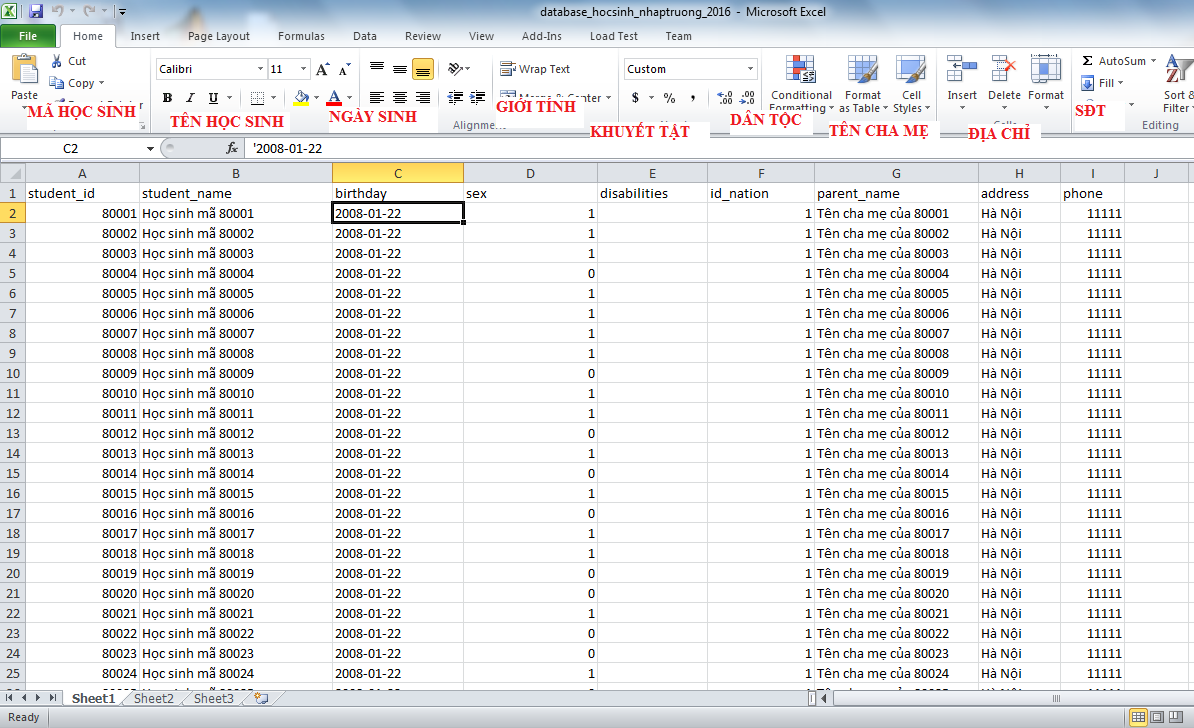 database_hocsinh_nhaptruong_2016 - Microsoft Excel
File Home Insert Page Layout Formulas Data Review View Add-Ins Load Test Team
Cut
Copy
Paste
Calibri 11
B I U
Wrap Text
Merge & Center
Custom
$ % ,
Conditional Formatting
Format as Table
Cell Styles
Insert Delete Format
Σ AutoSum
Fill
Sort & Filter
Alignment
Cells
Editing
MÃ HỌC SINH
TÊN HỌC SINH
NGÀY SINH
GIỚI TÍNH
KHUYẾT TẬT
DÂN TỘC
TÊN CHA MẸ
ĐỊA CHỈ
SĐT
C2 fx '2008-01-22
A B C D E F G H I J
1 student_id student_name birthday sex disabilities id_nation parent_name address phone
2 80001 Học sinh mã 80001 2008-01-22 1 1 Tên cha mẹ của 80001 Hà Nội 11111
3 80002 Học sinh mã 80002 2008-01-22 1 1 Tên cha mẹ của 80002 Hà Nội 11111
4 80003 Học sinh mã 80003 2008-01-22 1 1 Tên cha mẹ của 80003 Hà Nội 11111
5 80004 Học sinh mã 80004 2008-01-22 0 1 Tên cha mẹ của 80004 Hà Nội 11111
6 80005 Học sinh mã 80005 2008-01-22 1 1 Tên cha mẹ của 80005 Hà Nội 11111
7 80006 Học sinh mã 80006 2008-01-22 1 1 Tên cha mẹ của 80006 Hà Nội 11111
8 80007 Học sinh mã 80007 2008-01-22 1 1 Tên cha mẹ của 80007 Hà Nội 11111
9 80008 Học sinh mã 80008 2008-01-22 1 1 Tên cha mẹ của 80008 Hà Nội 11111
10 80009 Học sinh mã 80009 2008-01-22 0 1 Tên cha mẹ của 80009 Hà Nội 11111
11 80010 Học sinh mã 80010 2008-01-22 1 1 Tên cha mẹ của 80010 Hà Nội 11111
12 80011 Học sinh mã 80011 2008-01-22 1 1 Tên cha mẹ của 80011 Hà Nội 11111
13 80012 Học sinh mã 80012 2008-01-22 0 1 Tên cha mẹ của 80012 Hà Nội 11111
14 80013 Học sinh mã 80013 2008-01-22 1 1 Tên cha mẹ của 80013 Hà Nội 11111
15 80014 Học sinh mã 80014 2008-01-22 0 1 Tên cha mẹ của 80014 Hà Nội 11111
16 80015 Học sinh mã 80015 2008-01-22 1 1 Tên cha mẹ của 80015 Hà Nội 11111
17 80016 Học sinh mã 80016 2008-01-22 0 1 Tên cha mẹ của 80016 Hà Nội 11111
18 80017 Học sinh mã 80017 2008-01-22 1 1 Tên cha mẹ của 80017 Hà Nội 11111
19 80018 Học sinh mã 80018 2008-01-22 1 1 Tên cha mẹ của 80018 Hà Nội 11111
20 80019 Học sinh mã 80019 2008-01-22 0 1 Tên cha mẹ của 80019 Hà Nội 11111
21 80020 Học sinh mã 80020 2008-01-22 0 1 Tên cha mẹ của 80020 Hà Nội 11111
22 80021 Học sinh mã 80021 2008-01-22 1 1 Tên cha mẹ của 80021 Hà Nội 11111
23 80022 Học sinh mã 80022 2008-01-22 0 1 Tên cha mẹ của 80022 Hà Nội 11111
24 80023 Học sinh mã 80023 2008-01-22 0 1 Tên cha mẹ của 80023 Hà Nội 11111
25 80024 Học sinh mã 80024 2008-01-22 1 1 Tên cha mẹ của 80024 Hà Nội 11111
Sheet1 Sheet2 Sheet3
Ready